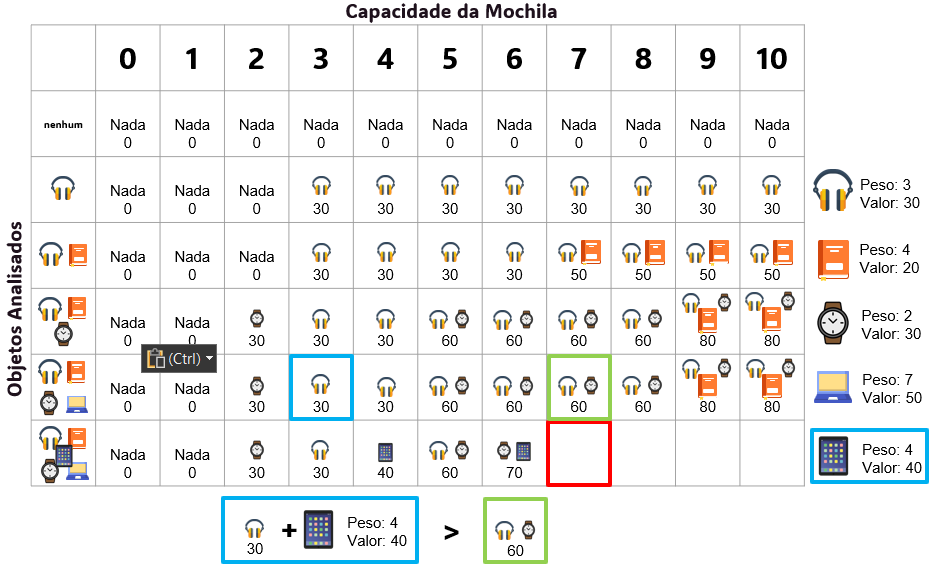 Capacidade da Mochila
0 1 2 3 4 5 6 7 8 9 10
Objetos Analisados
nenhum
Nada Nada Nada Nada Nada Nada Nada Nada Nada Nada Nada
0 0 0 0 0 0 0 0 0 0 0
Nada Nada Nada
0 0 0 30 30 30 30 30 30 30 30
Peso: 3
Valor: 30
Nada Nada Nada
0 0 0 30 30 30 30 50 50 50 50
Peso: 4
Valor: 20
Nada Nada
0 0 30 30 30 60 60 60 60 80 80
Peso: 2
Valor: 30
(Ctrl)
Nada Nada
0 0 30 30 30 60 60 60 60 80 80
Peso: 7
Valor: 50
Nada Nada
0 0 30 30 40 60 70
Peso: 4
Valor: 40
30 + Peso: 4
Valor: 40
>
60